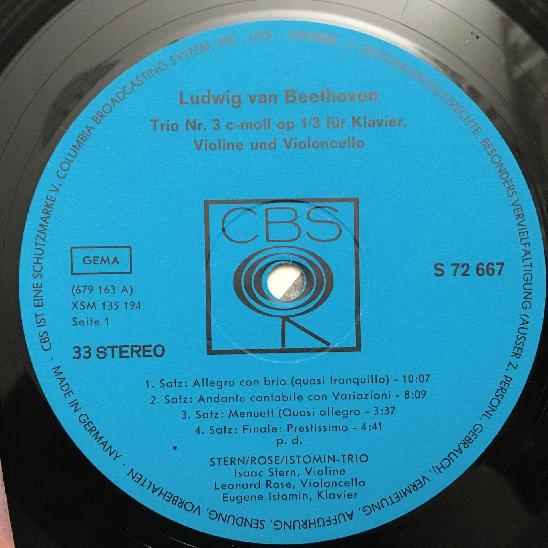 Ludwig van Beethoven
Trio Nr. 3 c-moll op 1/3 für Klavier,
Violine und Violoncello
CBS
GEMA
(679 163 A)
XSM 135 194
Seite 1
33 STEREO
S 72 667
1. Satz: Allegro con brio (quasi tranquillo) - 10:07
2. Satz: Andante cantabile con Variazioni - 8:09
3. Satz: Menuett (Quasi allegro - 3:37
4. Satz: Finale: Prestissimo - 4:41
p. d.
STERN/ROSE/ISTOMIN-TRIO
Isaac Stern, Violine
Leonard Rose, Violoncello
Eugene Istomin, Klavier
CBS IST EINE SCHUTZMARKE V. COLUMBIA BROADCASTING SYSTEM, INC., USA · URHEBER- U. LEISTUNGSSCHUTZRECHTE, BESONDERS VERVIELFÄLTIGUNG (AUSSER Z. PERSÖNL. GEBRAUCH), VERMIETUNG, AUFFÜHRUNG, SENDUNG, VORBEHALTEN · MADE IN GERMANY ·